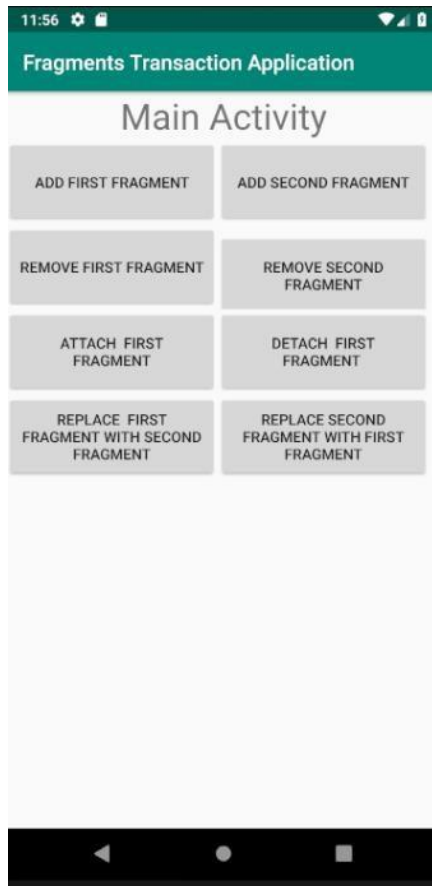 11:56
Fragments Transaction Application
Main Activity
ADD FIRST FRAGMENT
ADD SECOND FRAGMENT
REMOVE FIRST FRAGMENT
REMOVE SECOND
FRAGMENT
ATTACH FIRST
FRAGMENT
DETACH FIRST
FRAGMENT
REPLACE FIRST
FRAGMENT WITH SECOND
FRAGMENT
REPLACE SECOND
FRAGMENT WITH FIRST
FRAGMENT